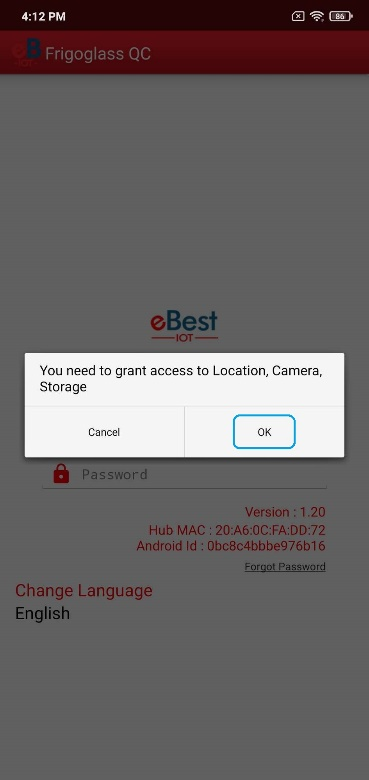 4:12 PM
86
eB Frigoglass QC
eBest
IOT
You need to grant access to Location, Camera,
Storage
Cancel
OK
Password
Version : 1.20
Hub MAC : 20:A6:0C:FA:DD:72
Android Id : 0bc8c4bbbe976b16
Forgot Password
Change Language
English